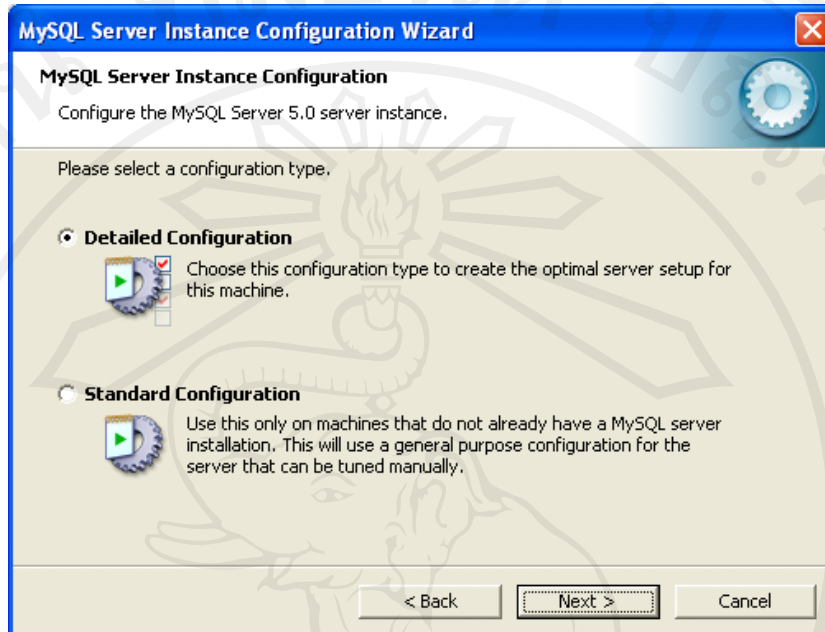 MySQL Server Instance Configuration Wizard
MySQL Server Instance Configuration
Configure the MySQL Server 5.0 server instance.
Please select a configuration type.
Detailed Configuration
Choose this configuration type to create the optimal server setup for
this machine.
Standard Configuration
Use this only on machines that do not already have a MySQL server
installation. This will use a general purpose configuration for the
server that can be tuned manually.
< Back
Next >
Cancel